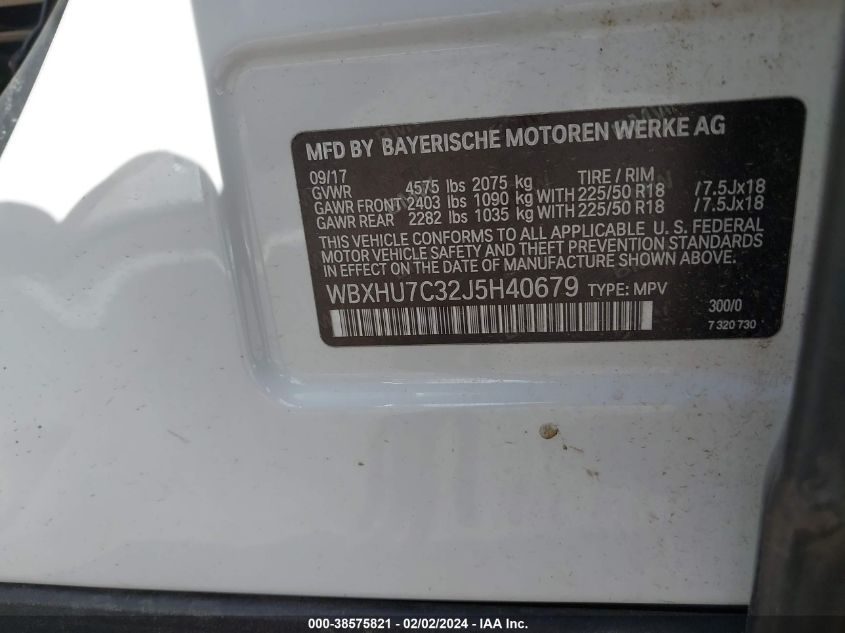 MFD BY BAYERISCHE MOTOREN WERKE AG
09/17
GVWR 4575 lbs 2075 kg TIRE / RIM
GAWR FRONT 2403 lbs 1090 kg WITH 225/50 R18 /7.5Jx18
GAWR REAR 2282 lbs 1035 kg WITH 225/50 R18 /7.5Jx18
THIS VEHICLE CONFORMS TO ALL APPLICABLE U. S. FEDERAL
MOTOR VEHICLE SAFETY AND THEFT PREVENTION STANDARDS
IN EFFECT ON THE DATE OF MANUFACTURE SHOWN ABOVE.
WBXHU7C32J5H40679 TYPE: MPV
300/0
7 320 730
000-38575821 / 02/02/2024 - IAA Inc.